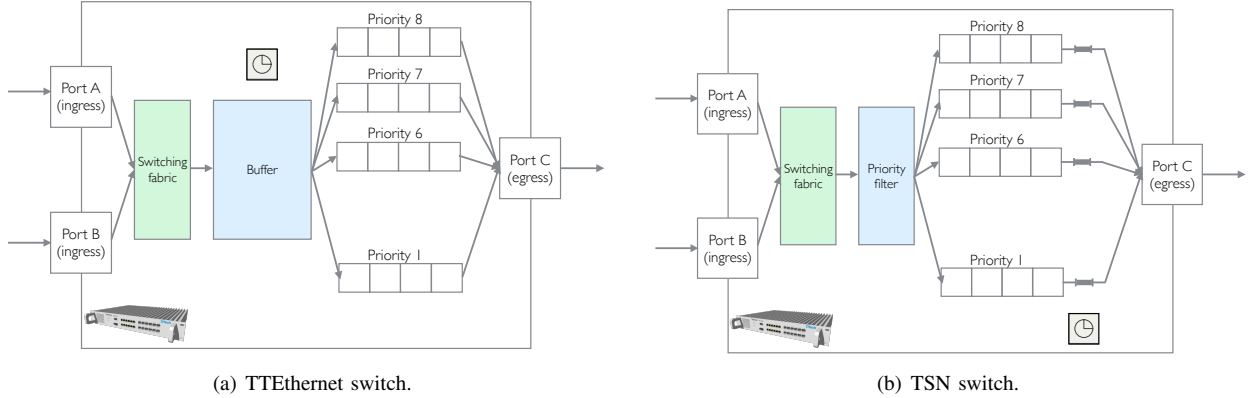 Priority 8
Priority 7
Port A
(ingress)
Priority 6
Switching
fabric
Buffer
Port C
(egress)
Port B
(ingress)
Priority 1
(a) TTEthernet switch.
Priority 8
Priority 7
Port A
(ingress)
Priority 6
Switching
fabric
Priority
filter
Port C
(egress)
Port B
(ingress)
Priority 1
(b) TSN switch.